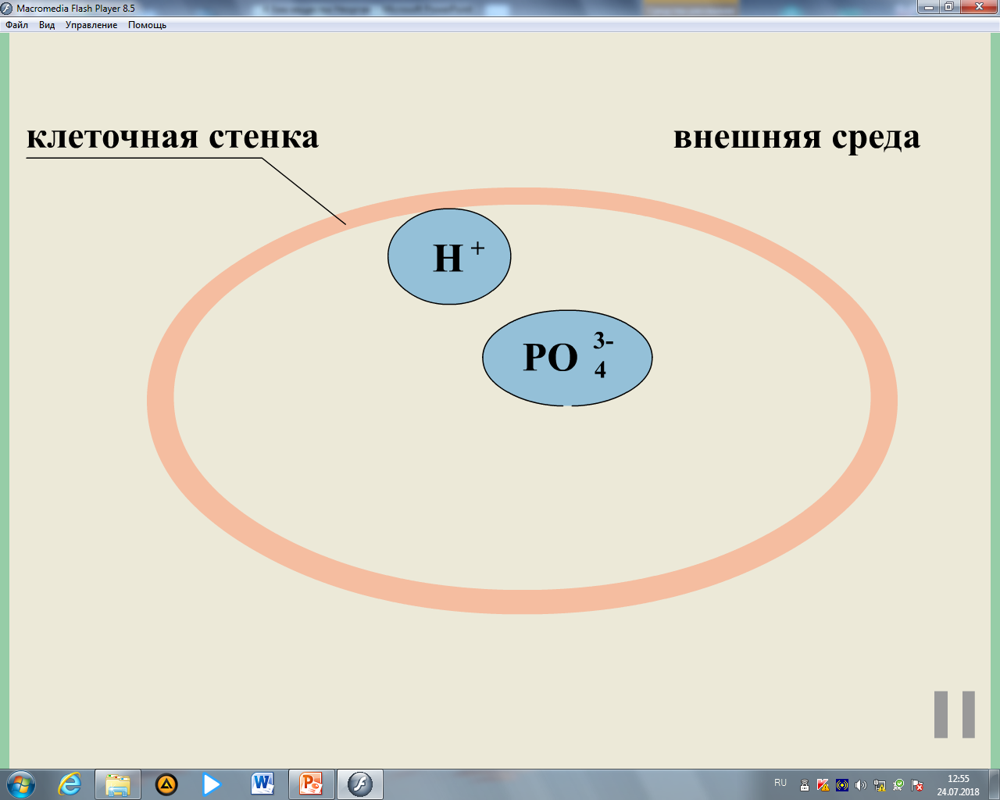 Macromedia Flash Player 8.5
Файл Вид Управление Помощь
клеточная стенка
внешняя среда
H +
PO 3-
4
RU
12:55
24.07.2018